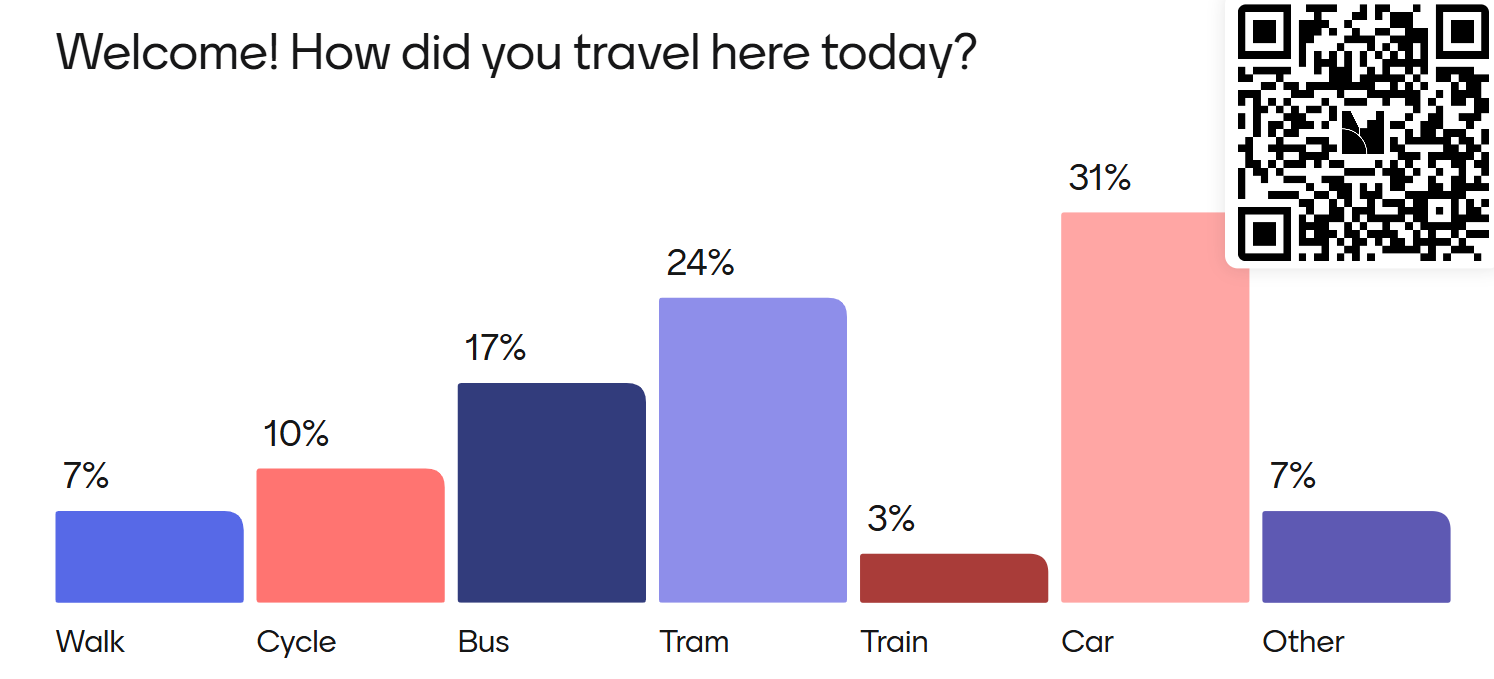 Welcome! How did you travel here today?
31%
24%
17%
10%
7%
3%
7%
Walk
Cycle
Bus
Tram
Train
Car
Other